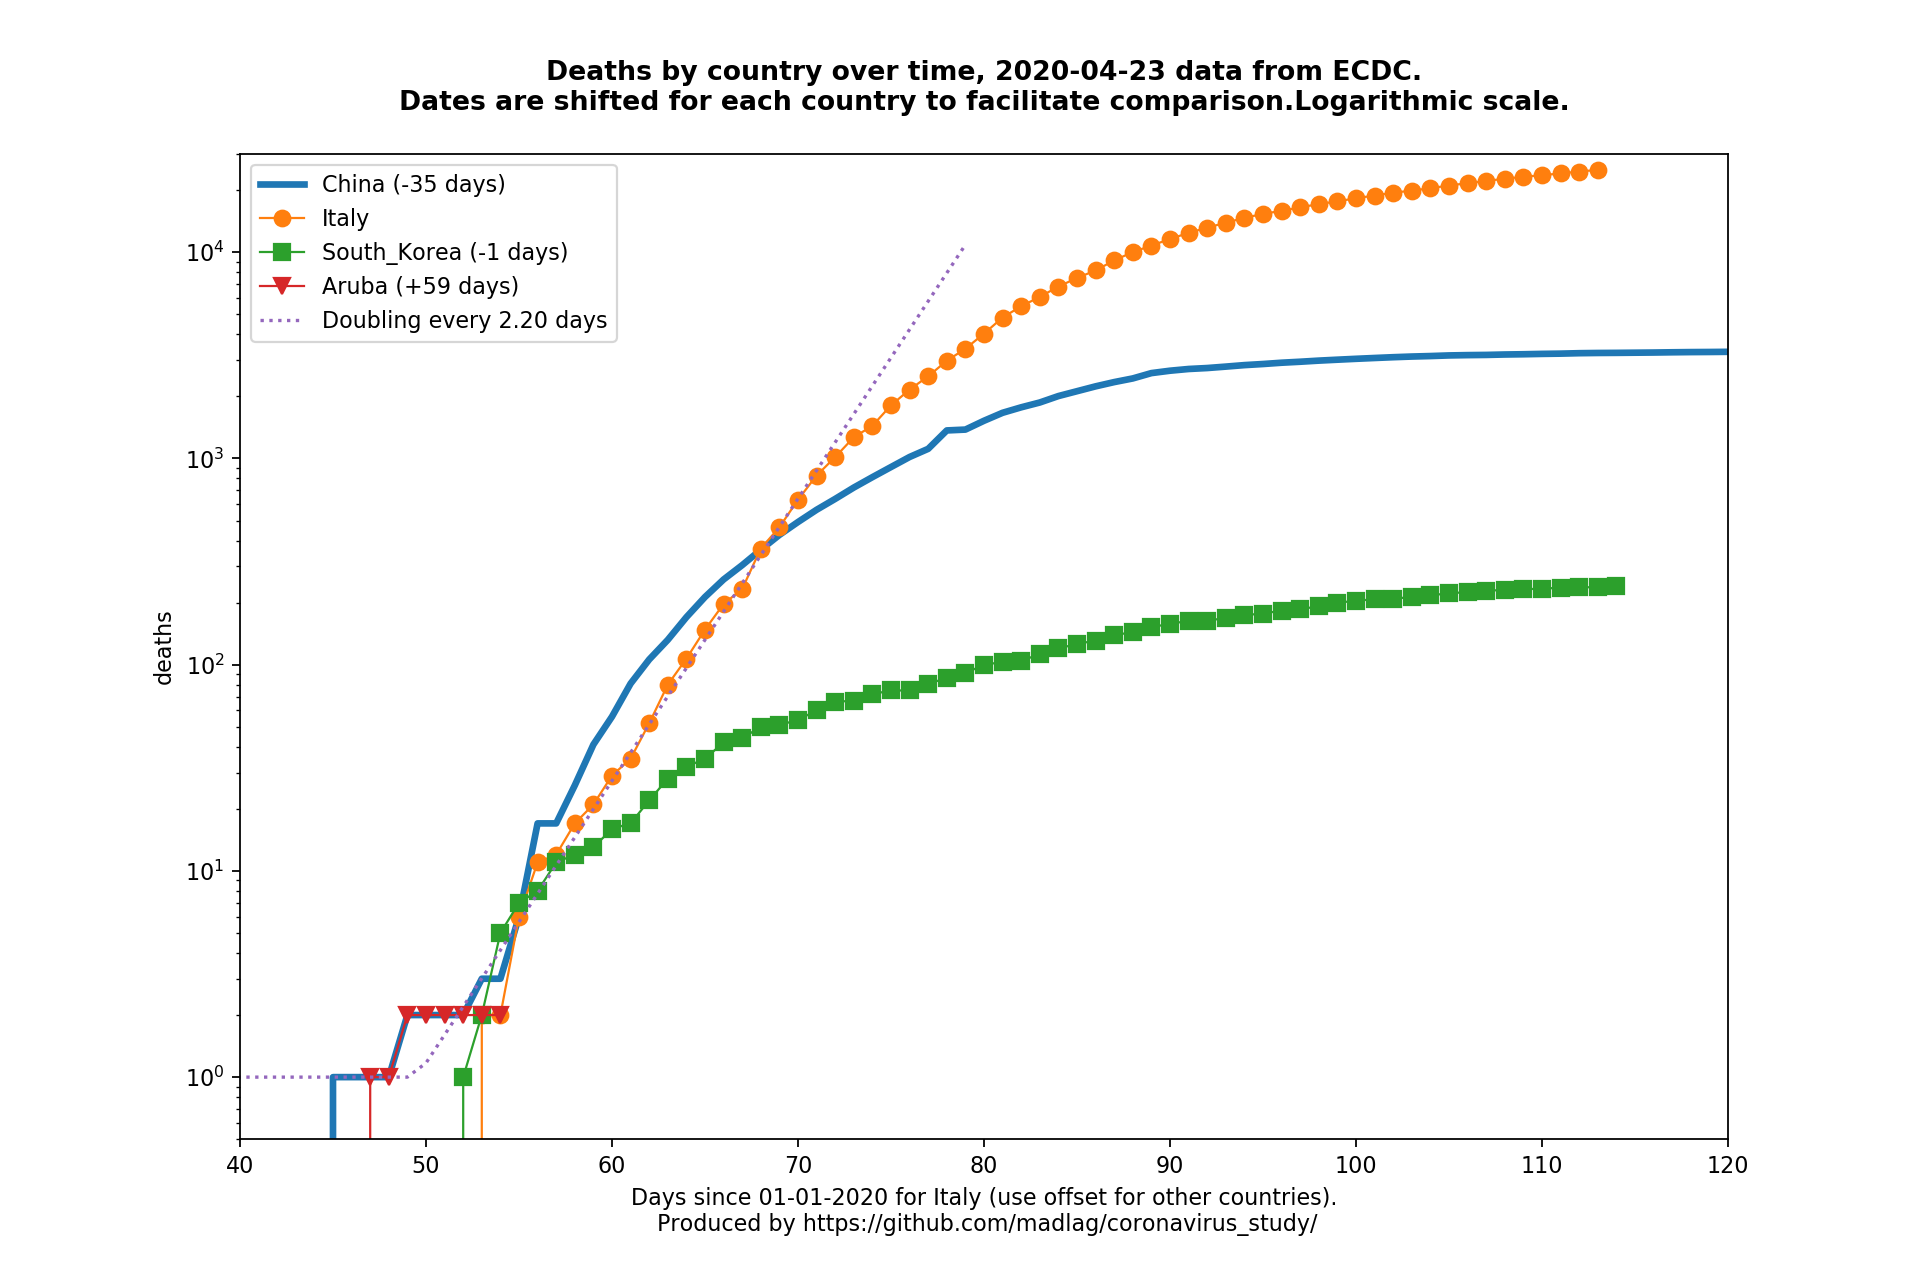 Deaths by country over time, 2020-04-23 data from ECDC.
Dates are shifted for each country to facilitate comparison.Logarithmic scale.
China (-35 days)
Italy
South_Korea (-1 days)
Aruba (+59 days)
Doubling every 2.20 days
10⁴
10³
10²
10¹
10⁰
deaths
40 50 60 70 80 90 100 110 120
Days since 01-01-2020 for Italy (use offset for other countries).
Produced by https://github.com/madlag/coronavirus_study/